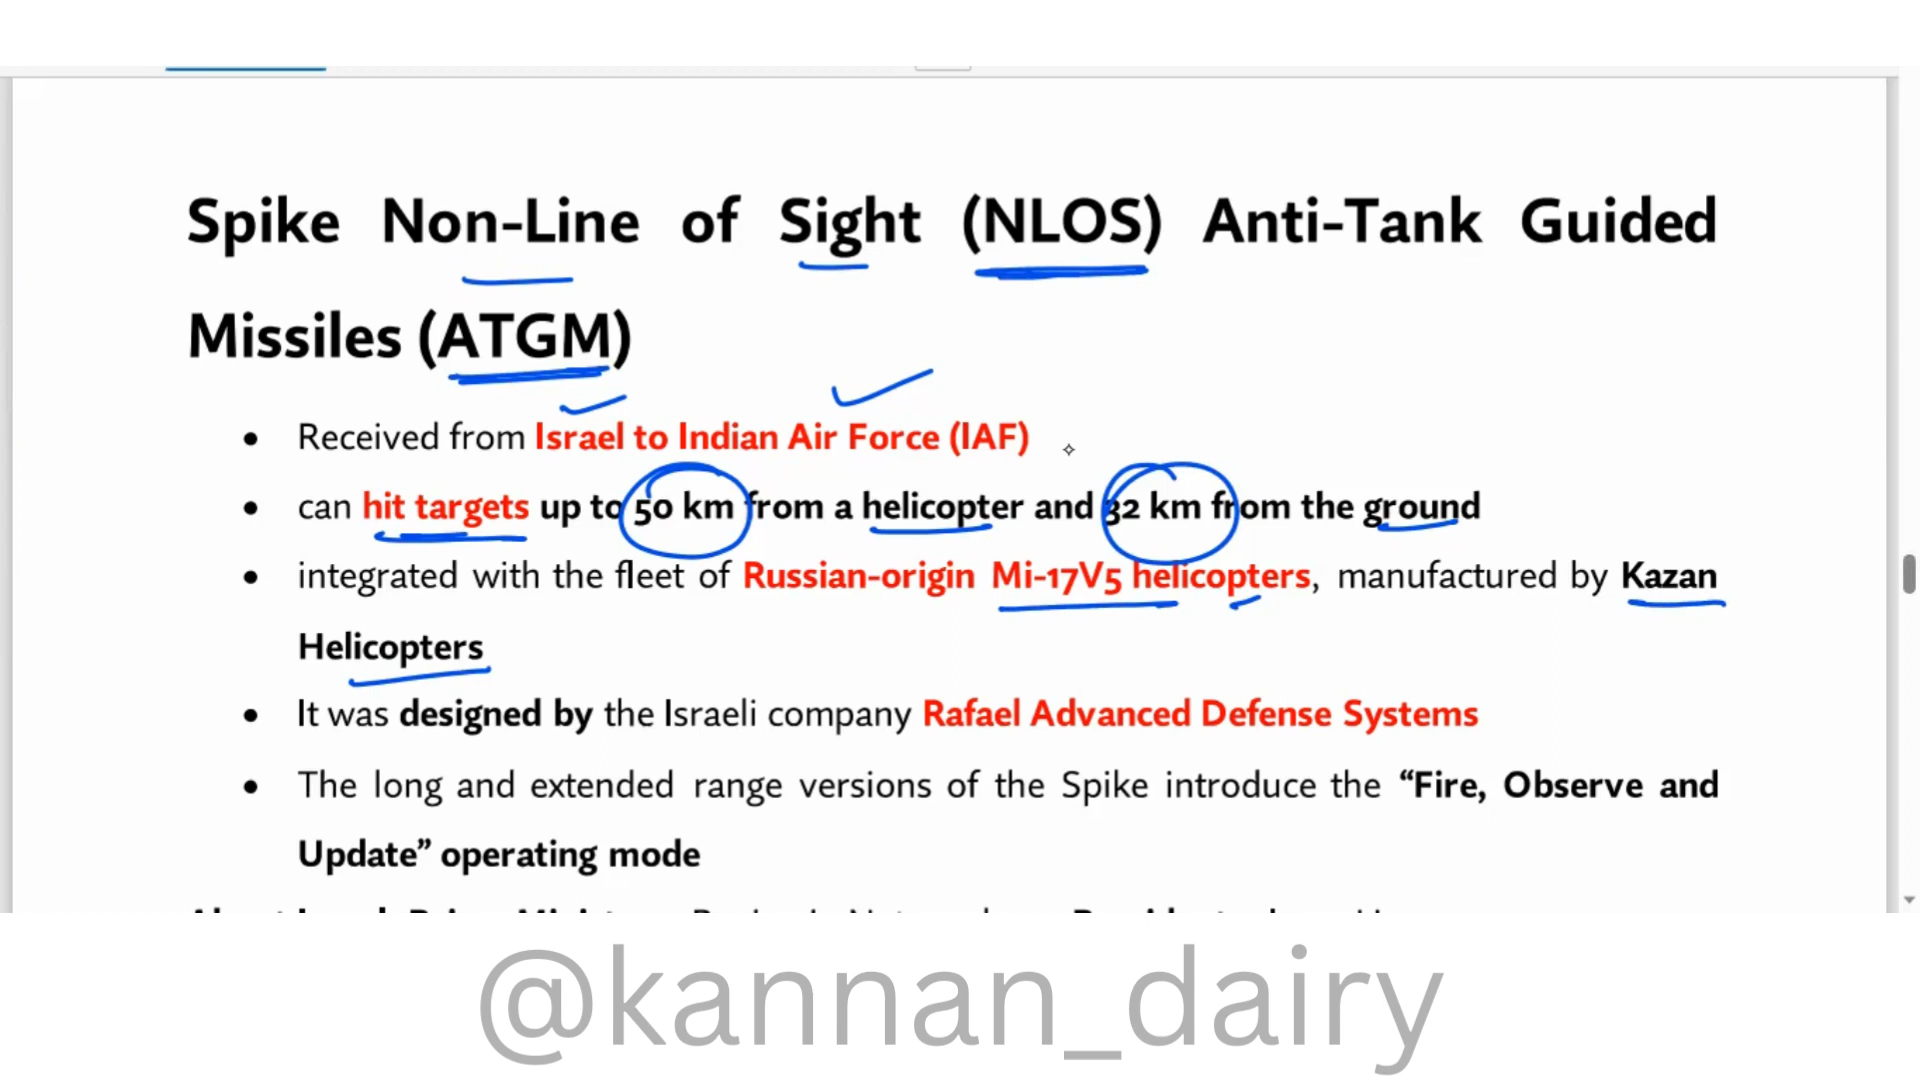 Spike Non-Line of Sight (NLOS) Anti-Tank Guided
Missiles (ATGM)
• Received from Israel to Indian Air Force (IAF)
• can hit targets up to 50 km from a helicopter and 32 km from the ground
• integrated with the fleet of Russian-origin Mi-17V5 helicopters, manufactured by Kazan
Helicopters
• It was designed by the Israeli company Rafael Advanced Defense Systems
• The long and extended range versions of the Spike introduce the “Fire, Observe and
Update” operating mode
@kannan_dairy